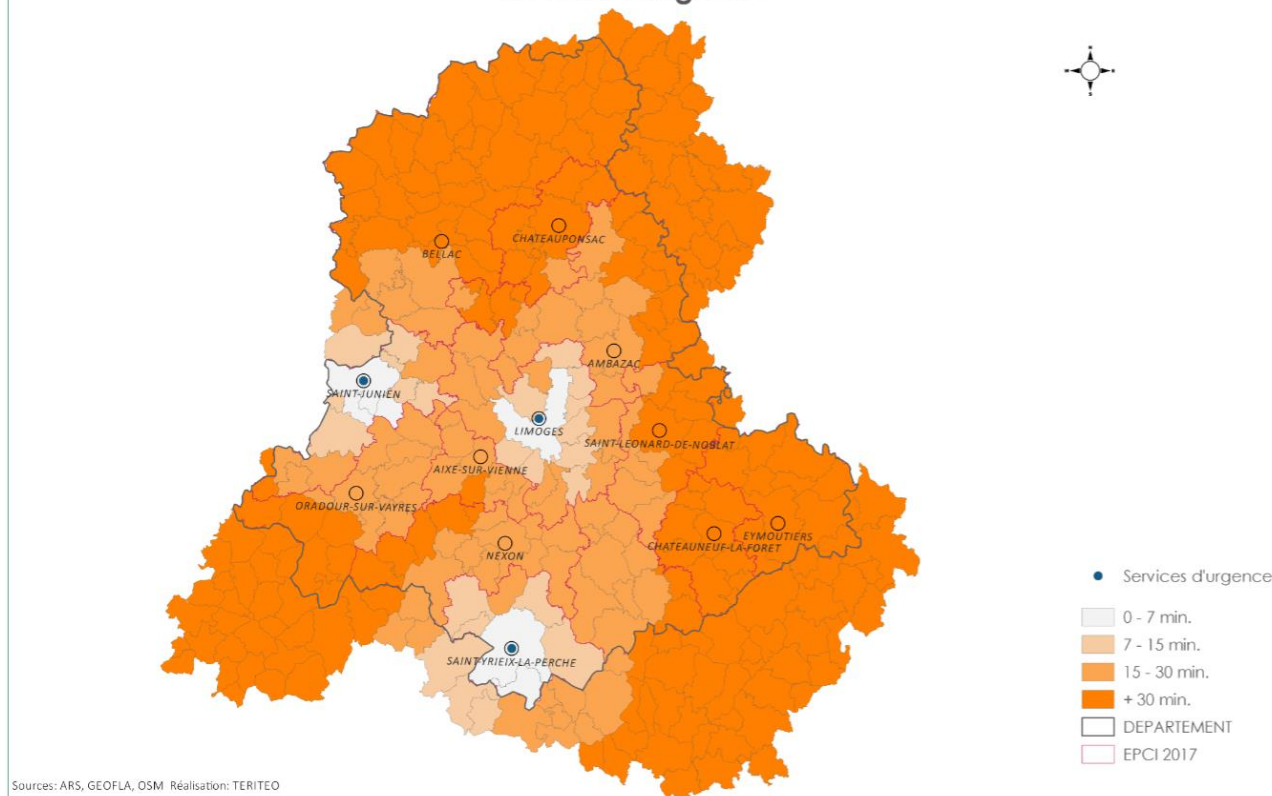 CHATEAUPONSAC
BELLAC
AMBAZAC
SAINT-JUNIEN
LIMOGES
SAINT-LEONARD-DE-NOBLAT
AIXE-SUR-VIENNE
ORADOUR-SUR-VAYRES
EYMOUTIERS
CHATEAUNEUF-LA-FORET
NEXON
SAINT-YRIEIX-LA-PERCHE
Services d'urgence
0 - 7 min.
7 - 15 min.
15 - 30 min.
+ 30 min.
DEPARTEMENT
EPCI 2017
Sources: ARS, GEOFLA, OSM Réalisation: TERITEO